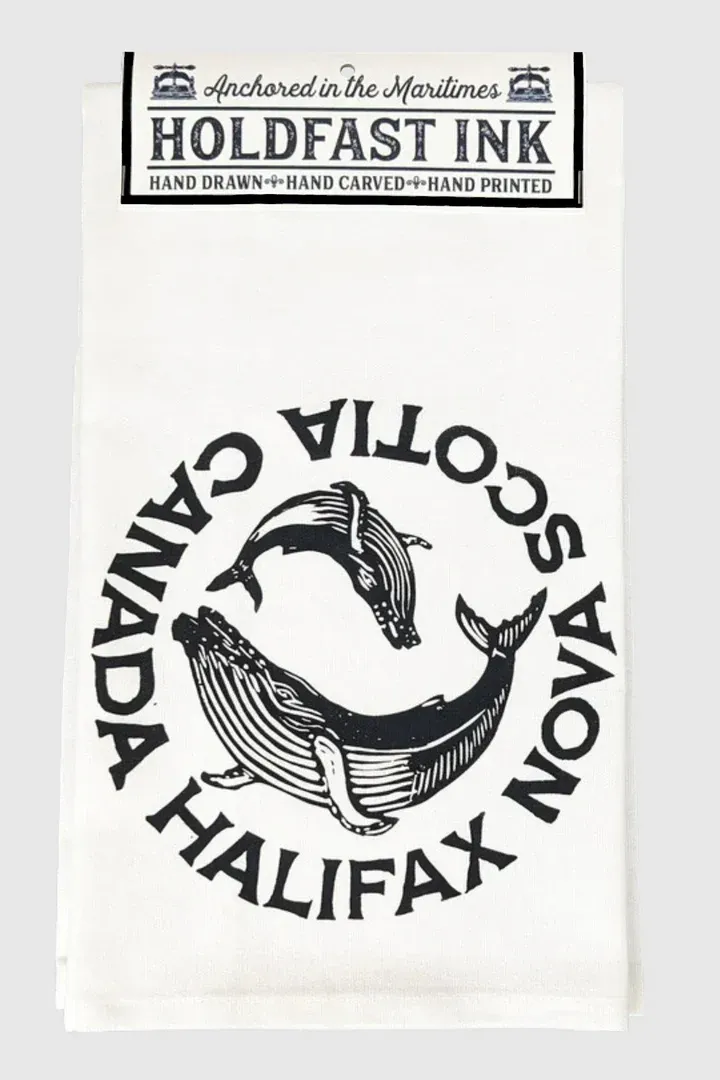 Anchored in the Maritimes
HOLDFAST INK
HAND DRAWN HAND CARVED HAND PRINTED
HALIFAX NOVA SCOTIA CANADA